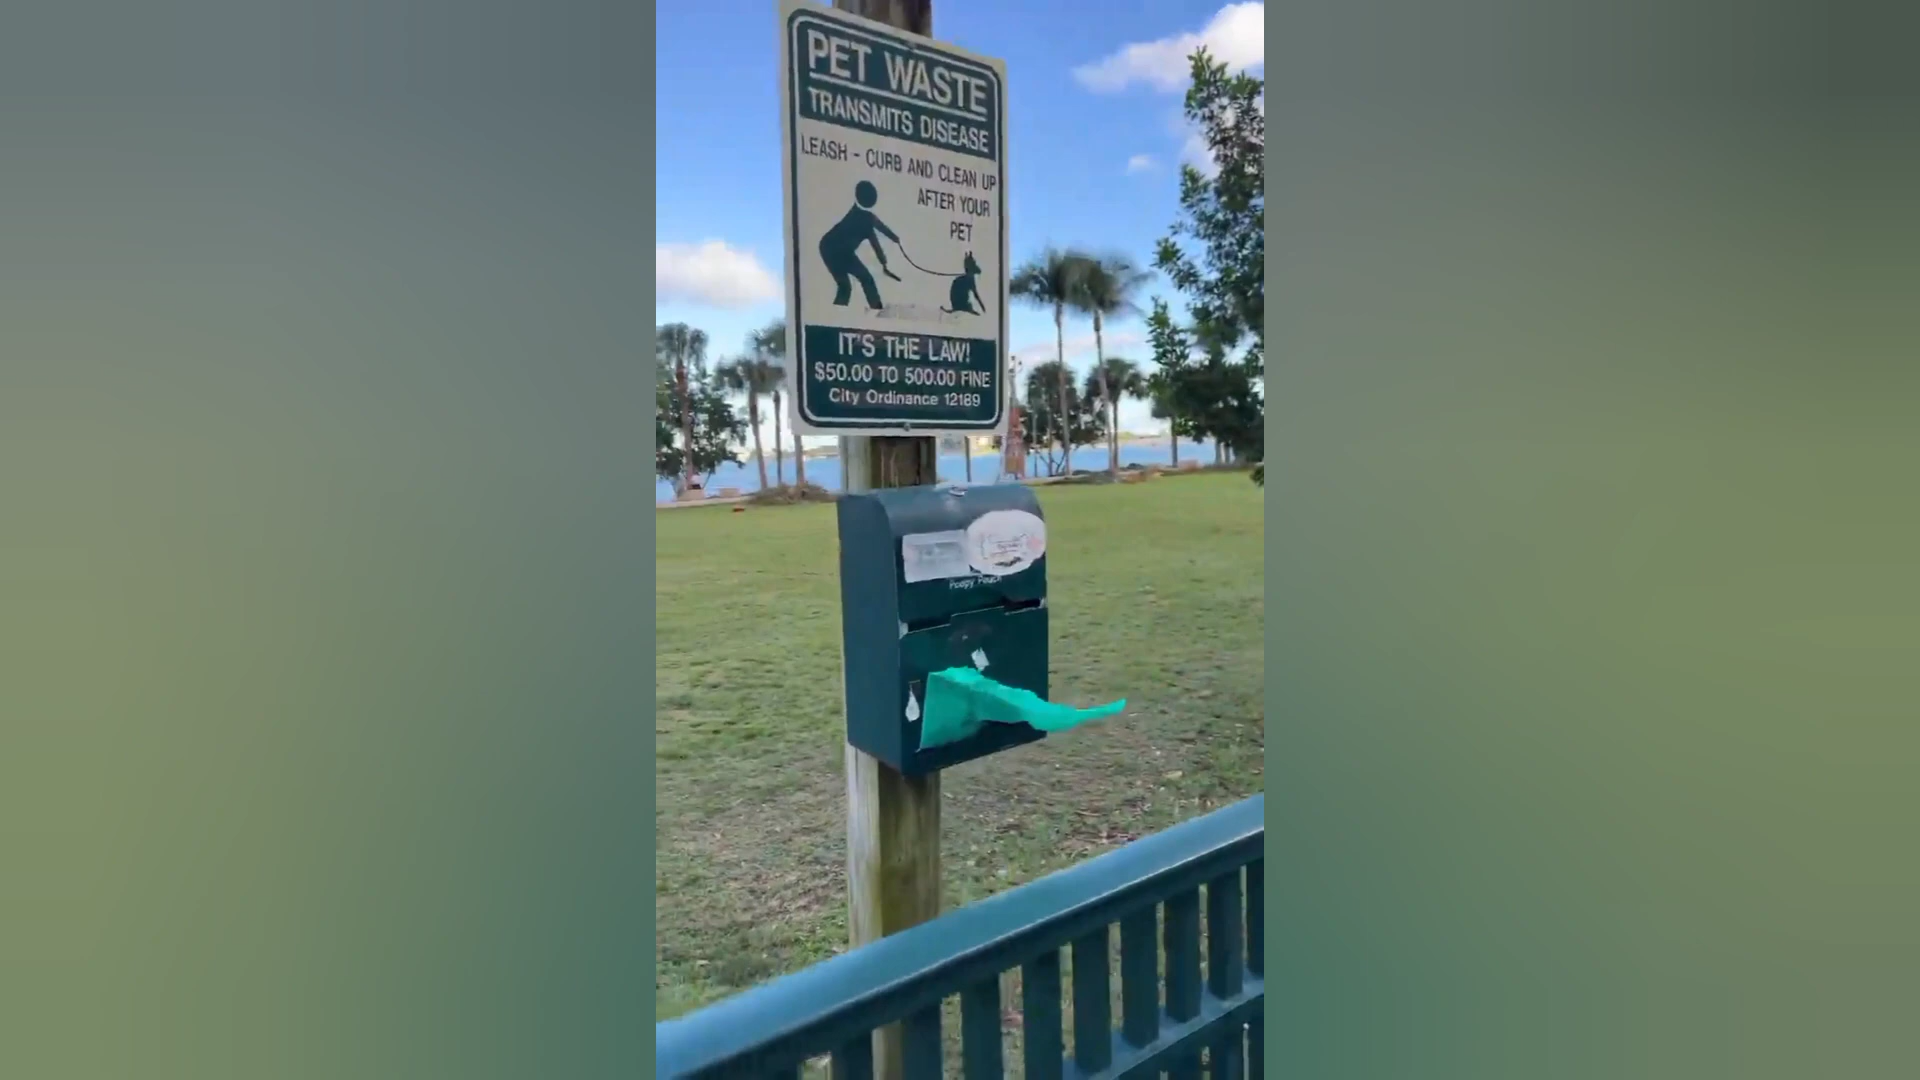 PET WASTE
TRANSMITS DISEASE
LEASH - CURB AND CLEAN UP
AFTER YOUR
PET
IT'S THE LAW!
$50.00 TO 500.00 FINE
City Ordinance 12189
Poopy Pouch